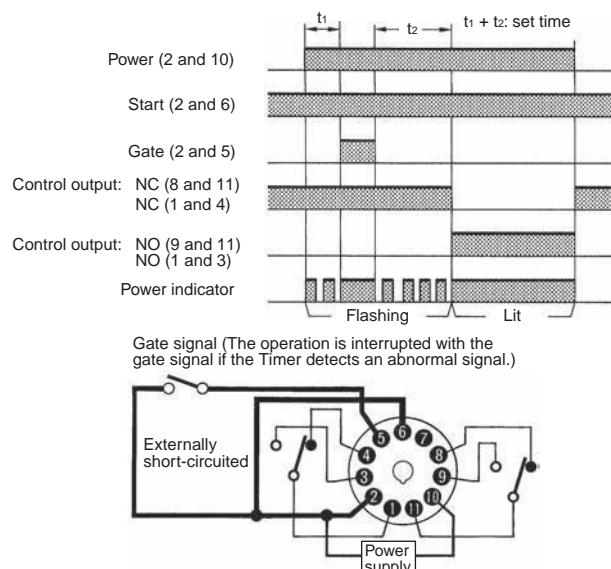 t1
t2
t1 + t2: set time
Power (2 and 10)
Start (2 and 6)
Gate (2 and 5)
Control output: NC (8 and 11)
NC (1 and 4)
Control output: NO (9 and 11)
NO (1 and 3)
Power indicator
Flashing
Lit
Gate signal (The operation is interrupted with the
gate signal if the Timer detects an abnormal signal.)
Externally
short-circuited
5
6
7
4
8
3
9
2
10
1
11
Power
supply